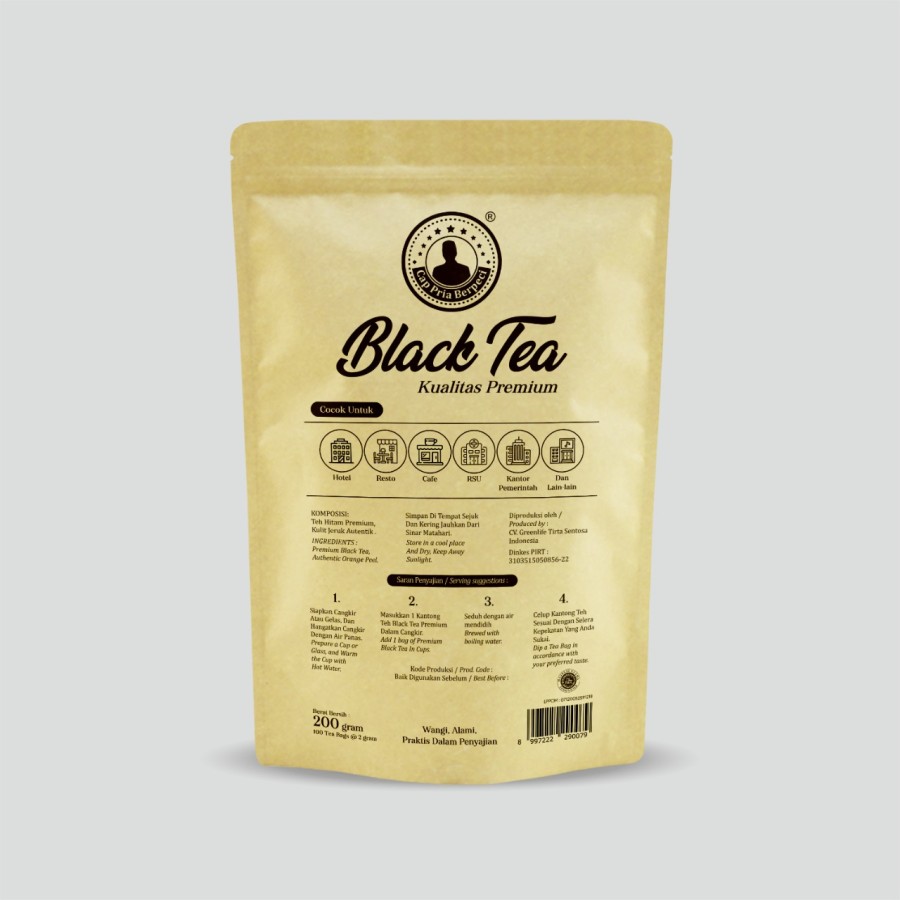 ®
Cap Pria Berpeci
Black Tea
Kualitas Premium
Cocok Untuk
Hotel
Resto
Cafe
RSU
Kantor
Pemerintah
Dan
Lain-lain
KOMPOSISI:
Teh Hitam Premium,
Kulit Jeruk Autentik.
INGREDIENTS :
Premium Black Tea,
Authentic Orange Peel.
Simpan Di Tempat Sejuk
Dan Kering Jauhkan Dari
Sinar Matahari.
Store in a cool place
And Dry, Keep Away
Sunlight.
Diproduksi oleh /
Produced by :
CV. Greenlife Tirta Sentosa
Indonesia
Dinkes PIRT :
3103515050856-22
Saran Penyajian / Serving suggestions :
1.
Siapkan Cangkir
Atau Gelas, Dan
Hangatkan Cangkir
Dengan Air Panas.
Prepare a Cup or
Glass, and Warm
the Cup with
Hot Water.
2.
Masukkan 1 Kantong
Teh Black Tea Premium
Dalam Cangkir.
Add 1 bag of Premium
Black Tea In Cups.
3.
Seduh dengan air
mendidih
Brewed with
boiling water.
4.
Celup Kantong Teh
Sesuai Dengan Selera
Kepekatan Yang Anda
Sukai.
Dip a Tea Bag in
accordance with
your preferred taste.
Kode Produksi / Prod. Code :
Baik Digunakan Sebelum / Best Before :
Berat Bersih
200 gram
100 Tea Bags @ 2 gram
Wangi, Alami,
Praktis Dalam Penyajian
8 997222 290079